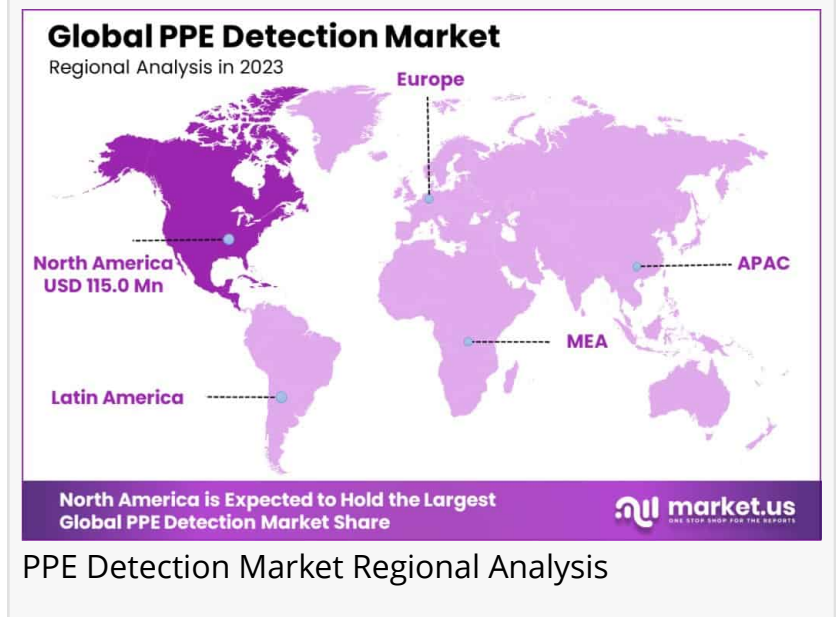 Global PPE Detection Market
Regional Analysis in 2023
Europe
North America
USD 115.0 Mn
APAC
MEA
Latin America
North America is Expected to Hold the Largest
Global PPE Detection Market Share
market.us
ONE STOP SHOP FOR THE REPORTS
PPE Detection Market Regional Analysis